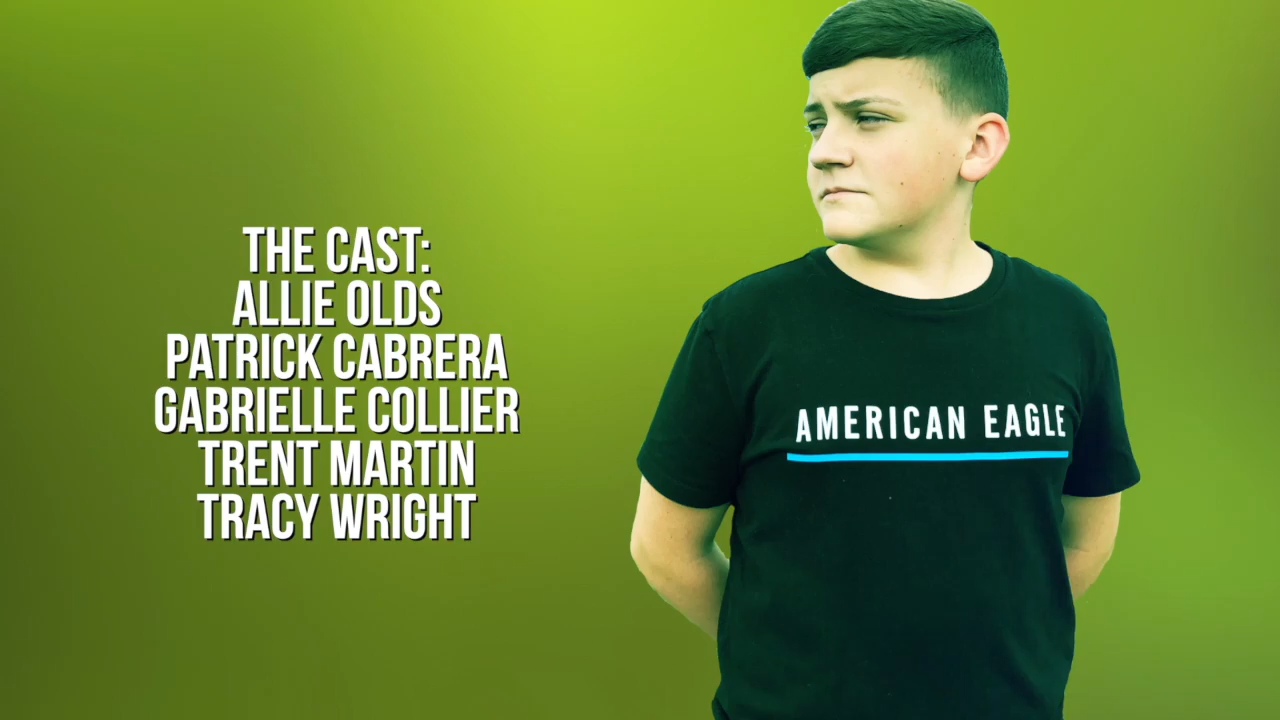 THE CAST:
ALLIE OLDS
PATRICK CABRERA
GABRIELLE COLLIER
TRENT MARTIN
TRACY WRIGHT
AMERICAN EAGLE